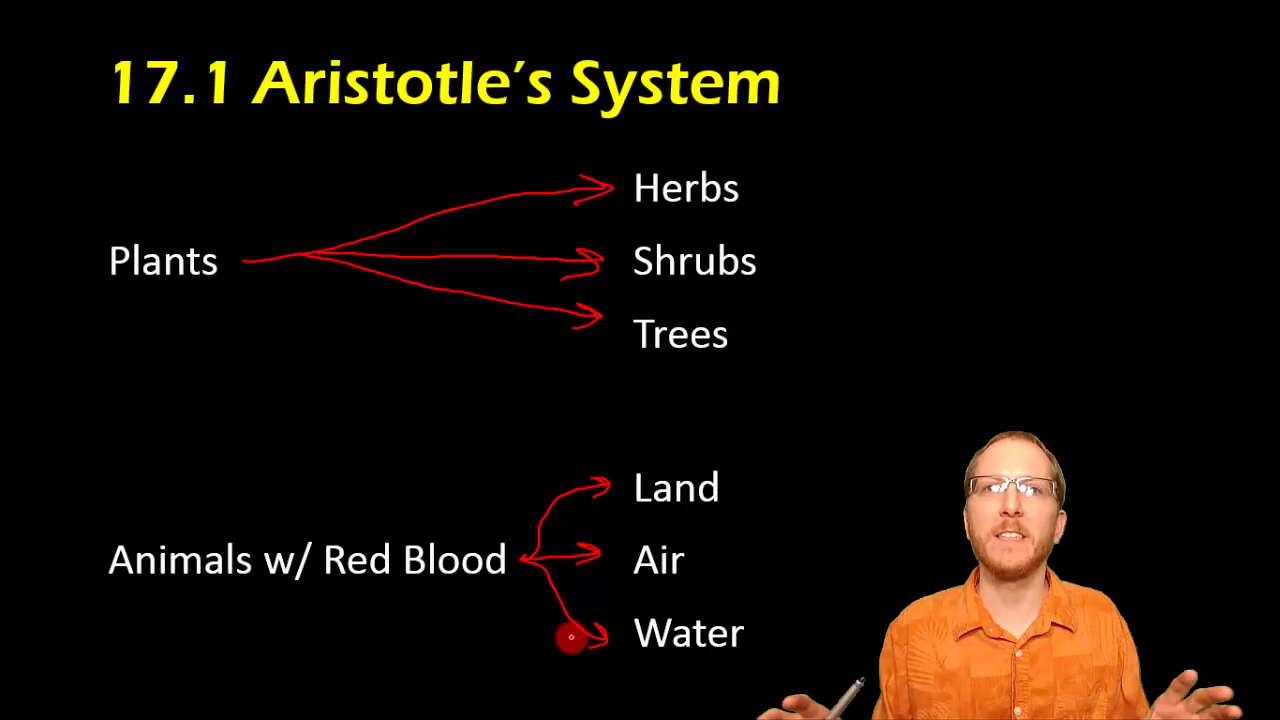 17.1 Aristotle's System
Herbs
Plants
Shrubs
Trees
Land
Animals w/ Red Blood
Air
Water